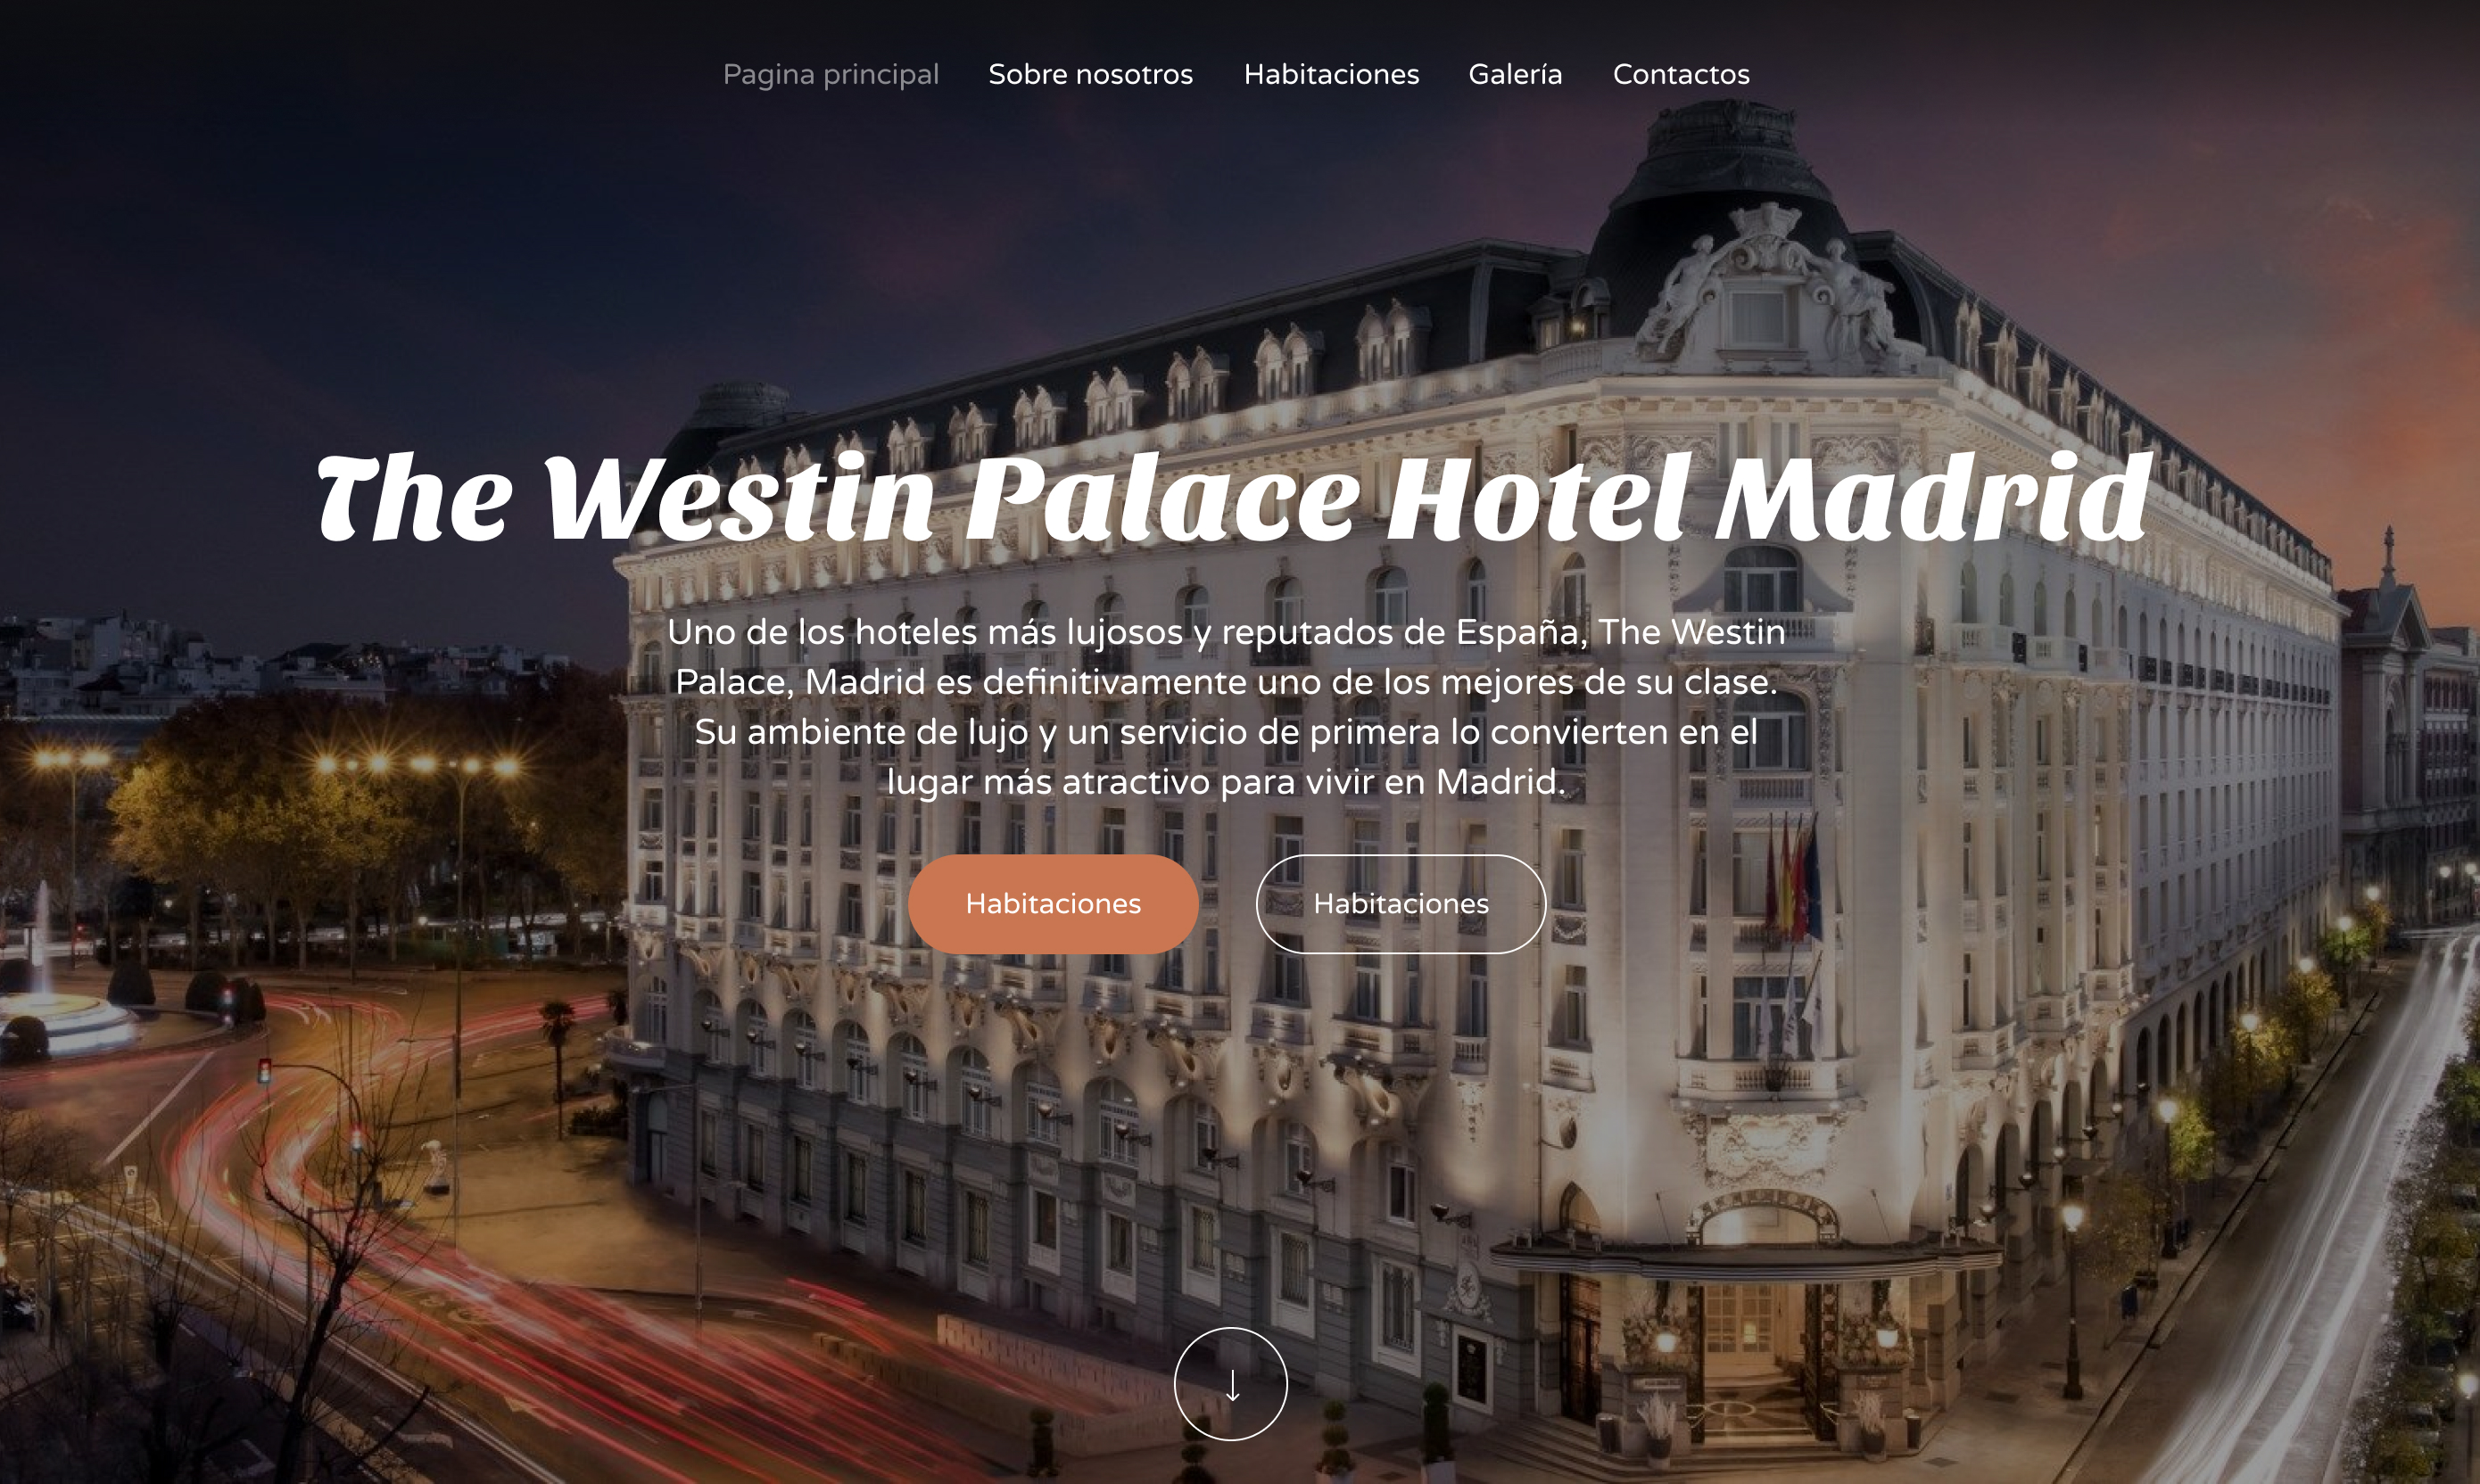 Pagina principal Sobre nosotros Habitaciones Galería Contactos
The Westin Palace Hotel Madrid
Uno de los hoteles más lujosos y reputados de España, The Westin
Palace, Madrid es definitivamente uno de los mejores de su clase.
Su ambiente de lujo y un servicio de primera lo convierten en el
lugar más atractivo para vivir en Madrid.
Habitaciones Habitaciones